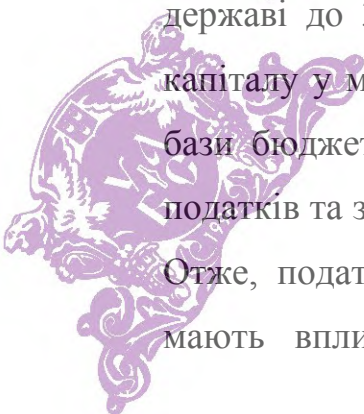 державі до
капіталу у м
бази бюджет
податків та з
Отже, подат
мають впли